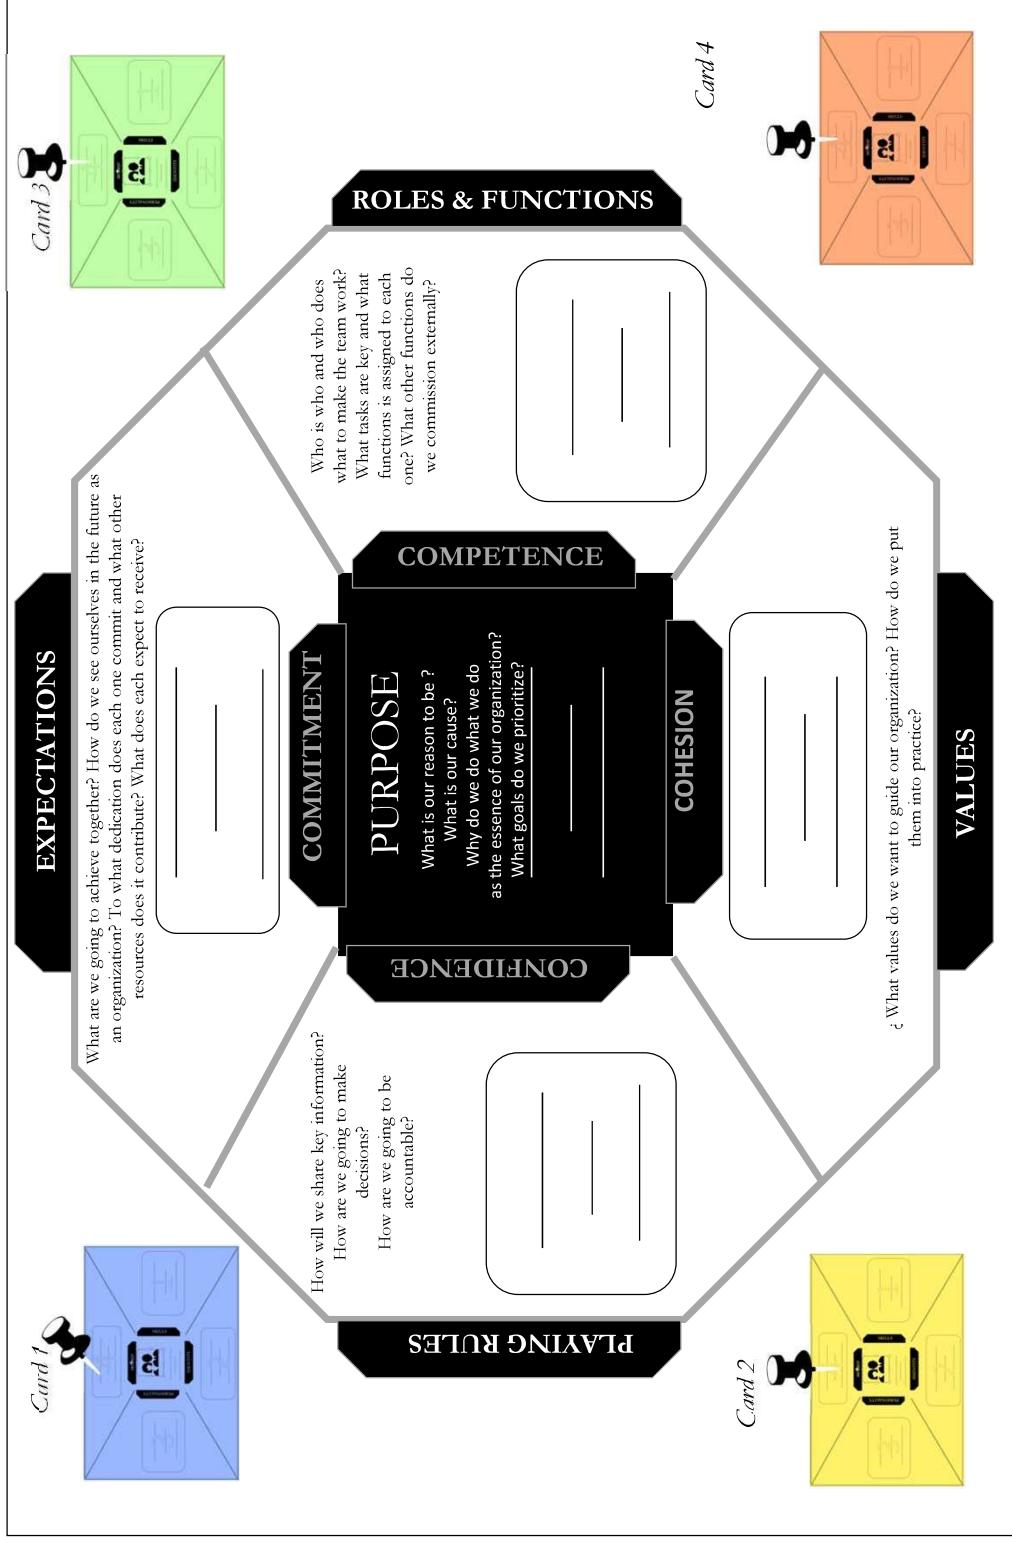 Card 1
Card 3
EXPECTATIONS
What are we going to achieve together? How do we see ourselves in the future as
an organization? To what dedication does each one commit and what other
resources does it contribute? What does each expect to receive?
COMMITMENT
PLAYING RULES
How will we share key information?
How are we going to make
decisions?
How are we going to be
accountable?
CONFIDENCE
PURPOSE
What is our reason to be ?
What is our cause?
Why do we do what we do
as the essence of our organization?
What goals do we prioritize?
COMPETENCE
ROLES & FUNCTIONS
Who is who and who does
what to make the team work?
What tasks are key and what
functions is assigned to each
one? What other functions do
we commission externally?
COHESION
¿ What values do we want to guide our organization? How do we put
them into practice?
VALUES
Card 2
Card 4